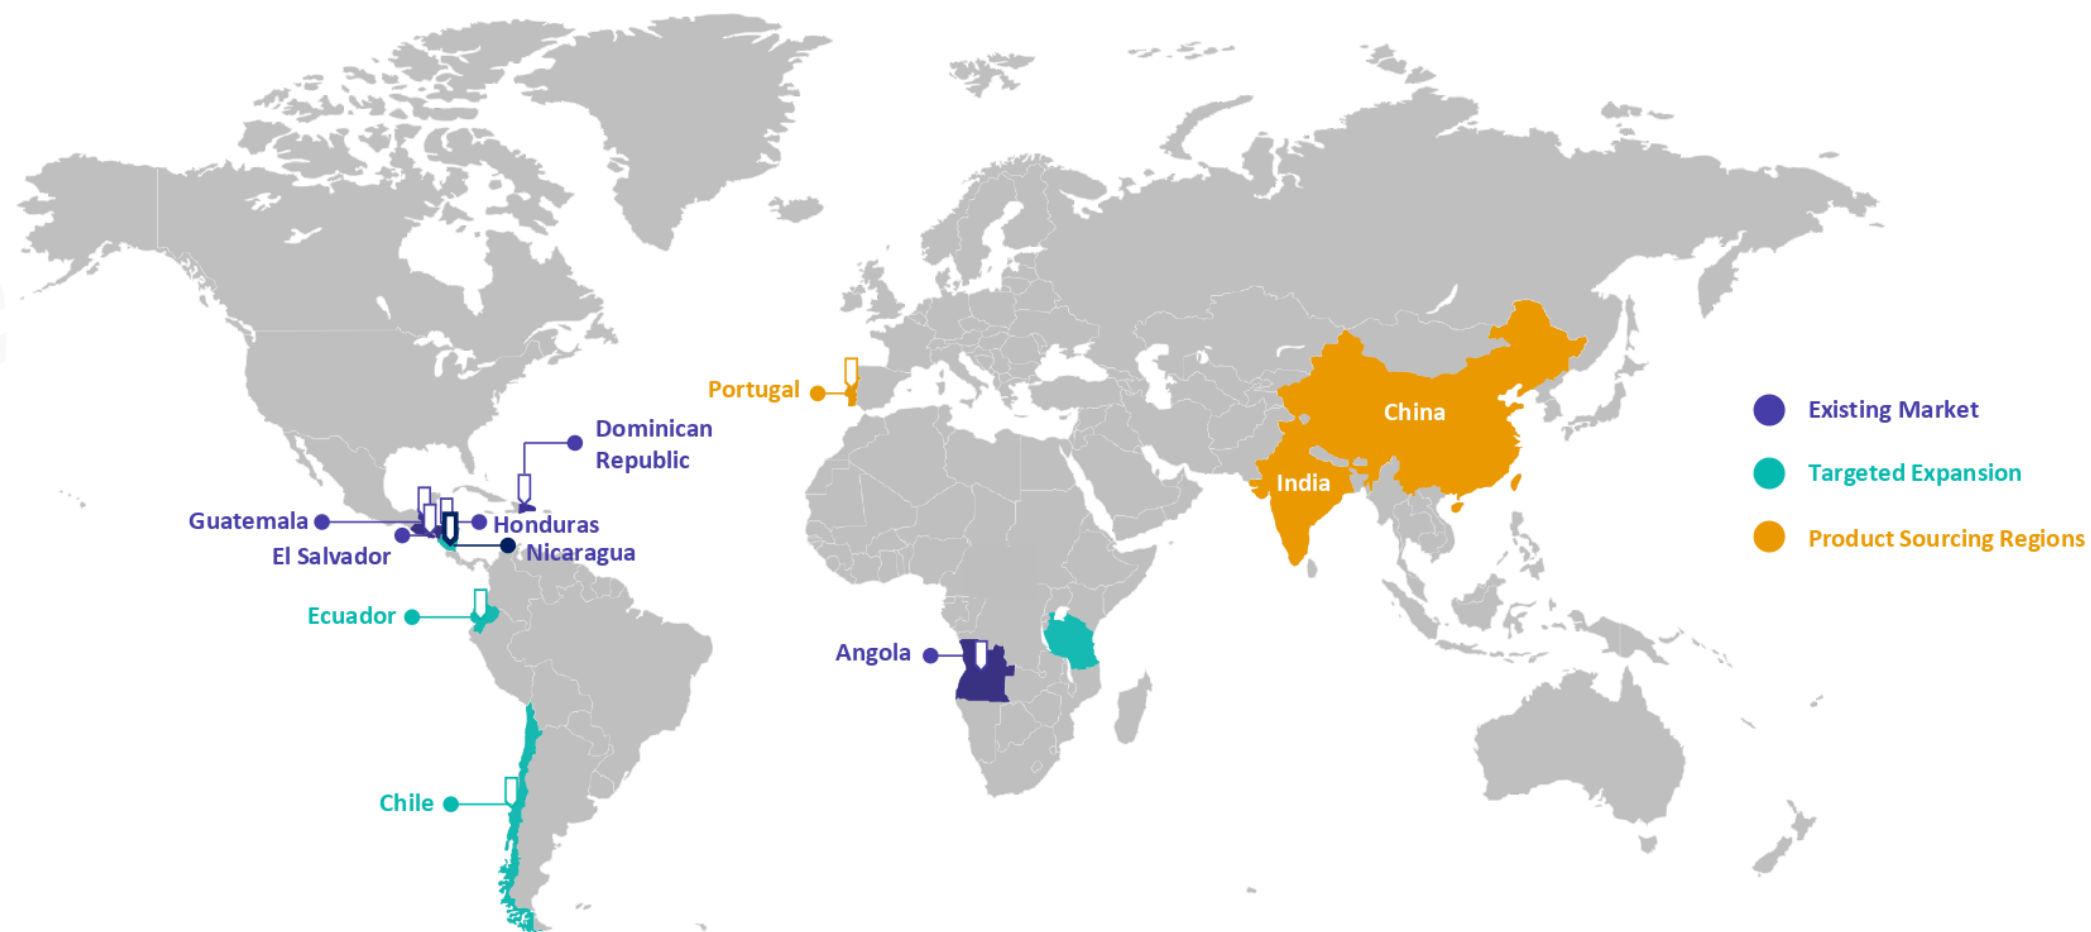 Portugal
China
Existing Market
Dominican
Republic
Targeted Expansion
India
Guatemala
Honduras
El Salvador
Nicaragua
Product Sourcing Regions
Ecuador
Angola
Chile